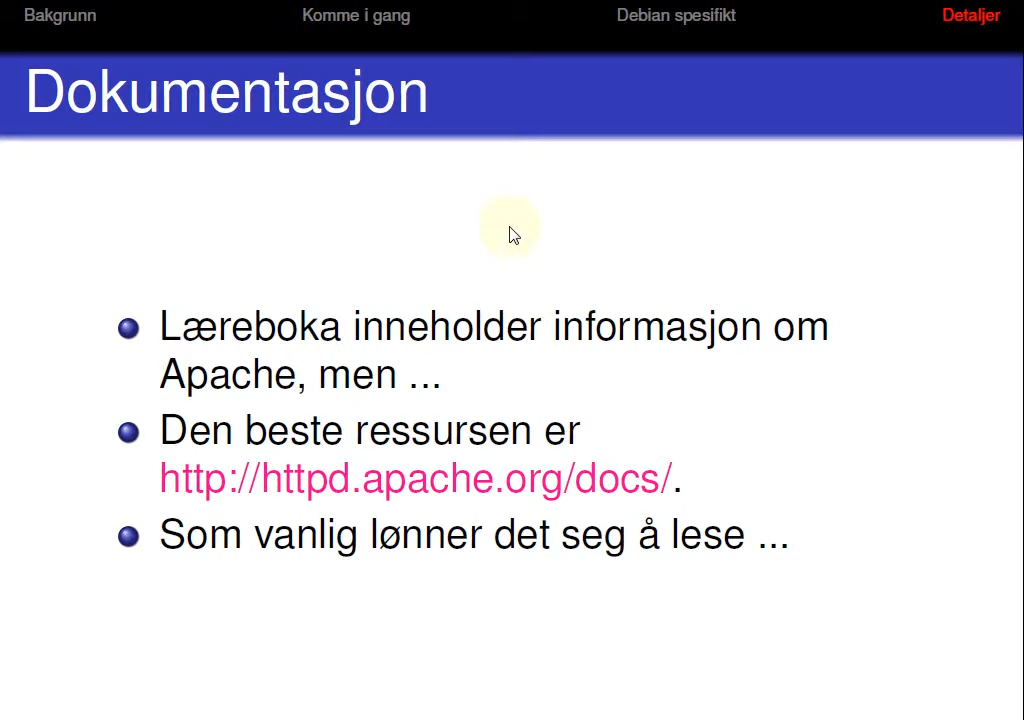 Bakgrunn Komme i gang Debian spesifikt Detaljer
Dokumentasjon
Læreboka inneholder informasjon om
Apache, men ...
Den beste ressursen er
http://httpd.apache.org/docs/.
Som vanlig lønner det seg å lese ...